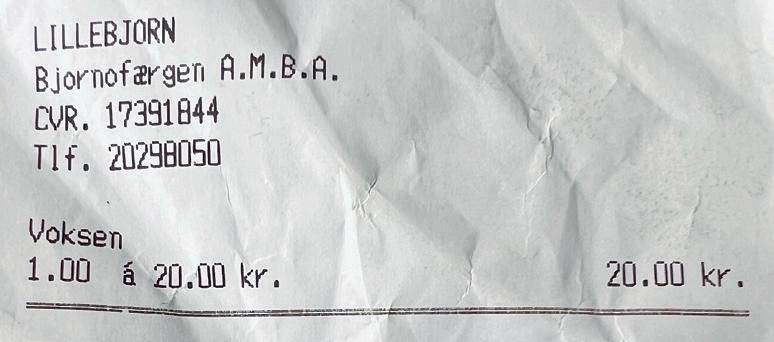 LILLEBJORN
Bjornofærgen A.M.B.A.
CVR. 17391844
Tlf. 20298050
Voksen
1.00 á 20.00 kr. 20.00 kr.